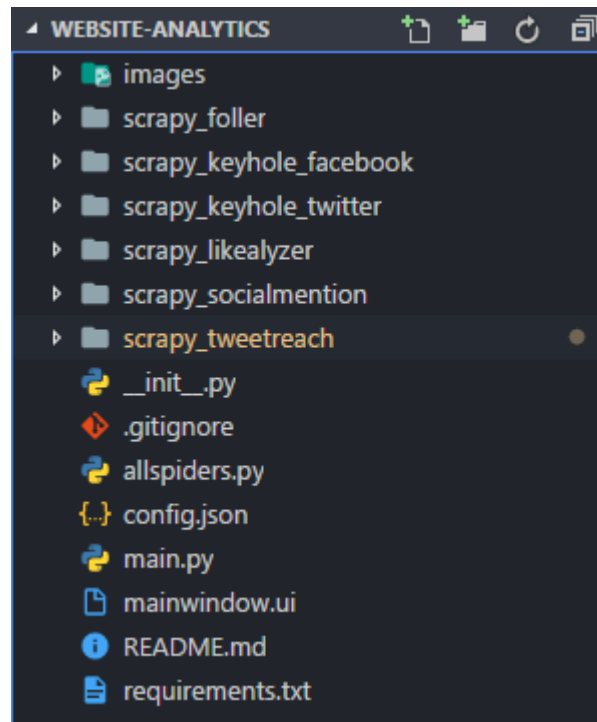 WEBSITE-ANALYTICS
images
scrapy_foller
scrapy_keyhole_facebook
scrapy_keyhole_twitter
scrapy_likealyzer
scrapy_socialmention
scrapy_tweetreach
__init__.py
.gitignore
allspiders.py
config.json
main.py
mainwindow.ui
README.md
requirements.txt